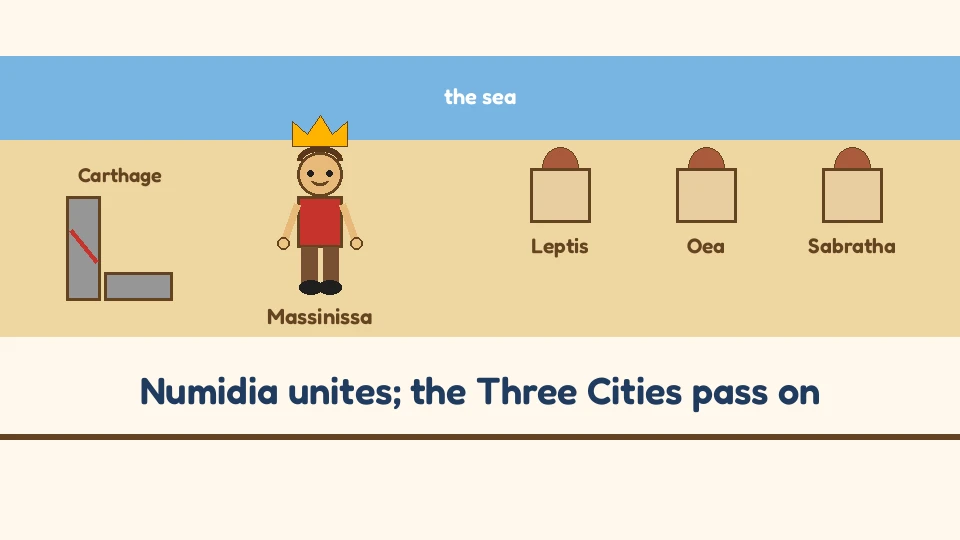 the sea
Carthage
Leptis
Oea
Sabratha
Massinissa
Numidia unites; the Three Cities pass on